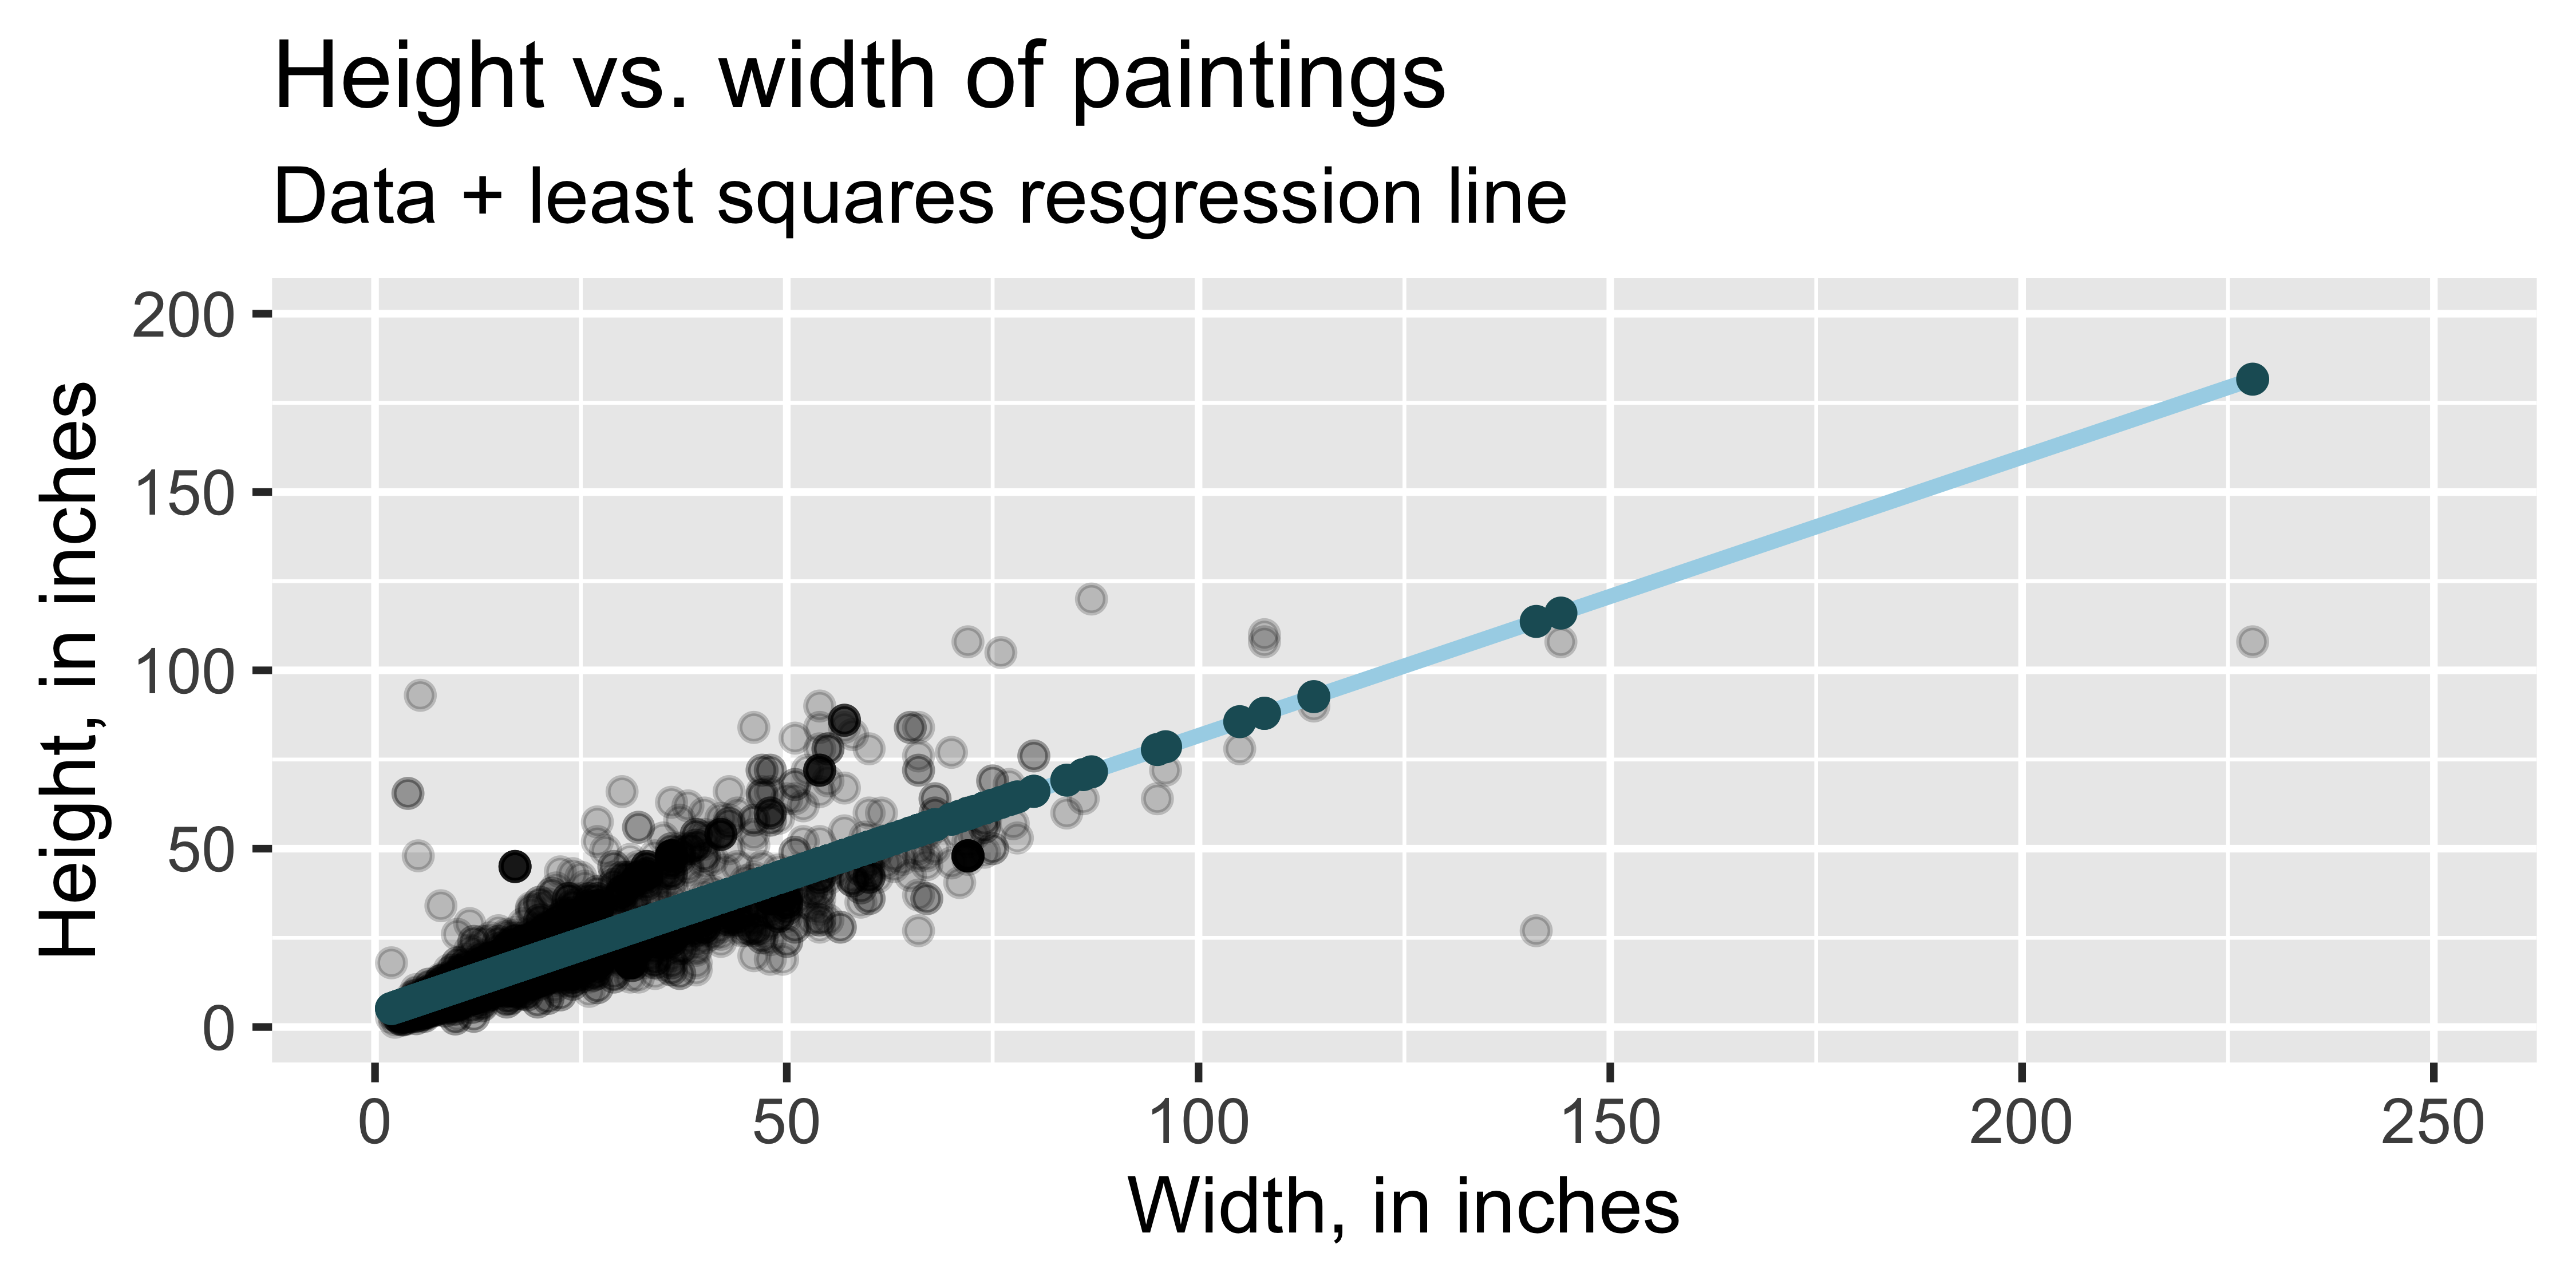 Height vs. width of paintings
Data + least squares resgression line
Height, in inches
200
150
100
50
0
0 50 100 150 200 250
Width, in inches